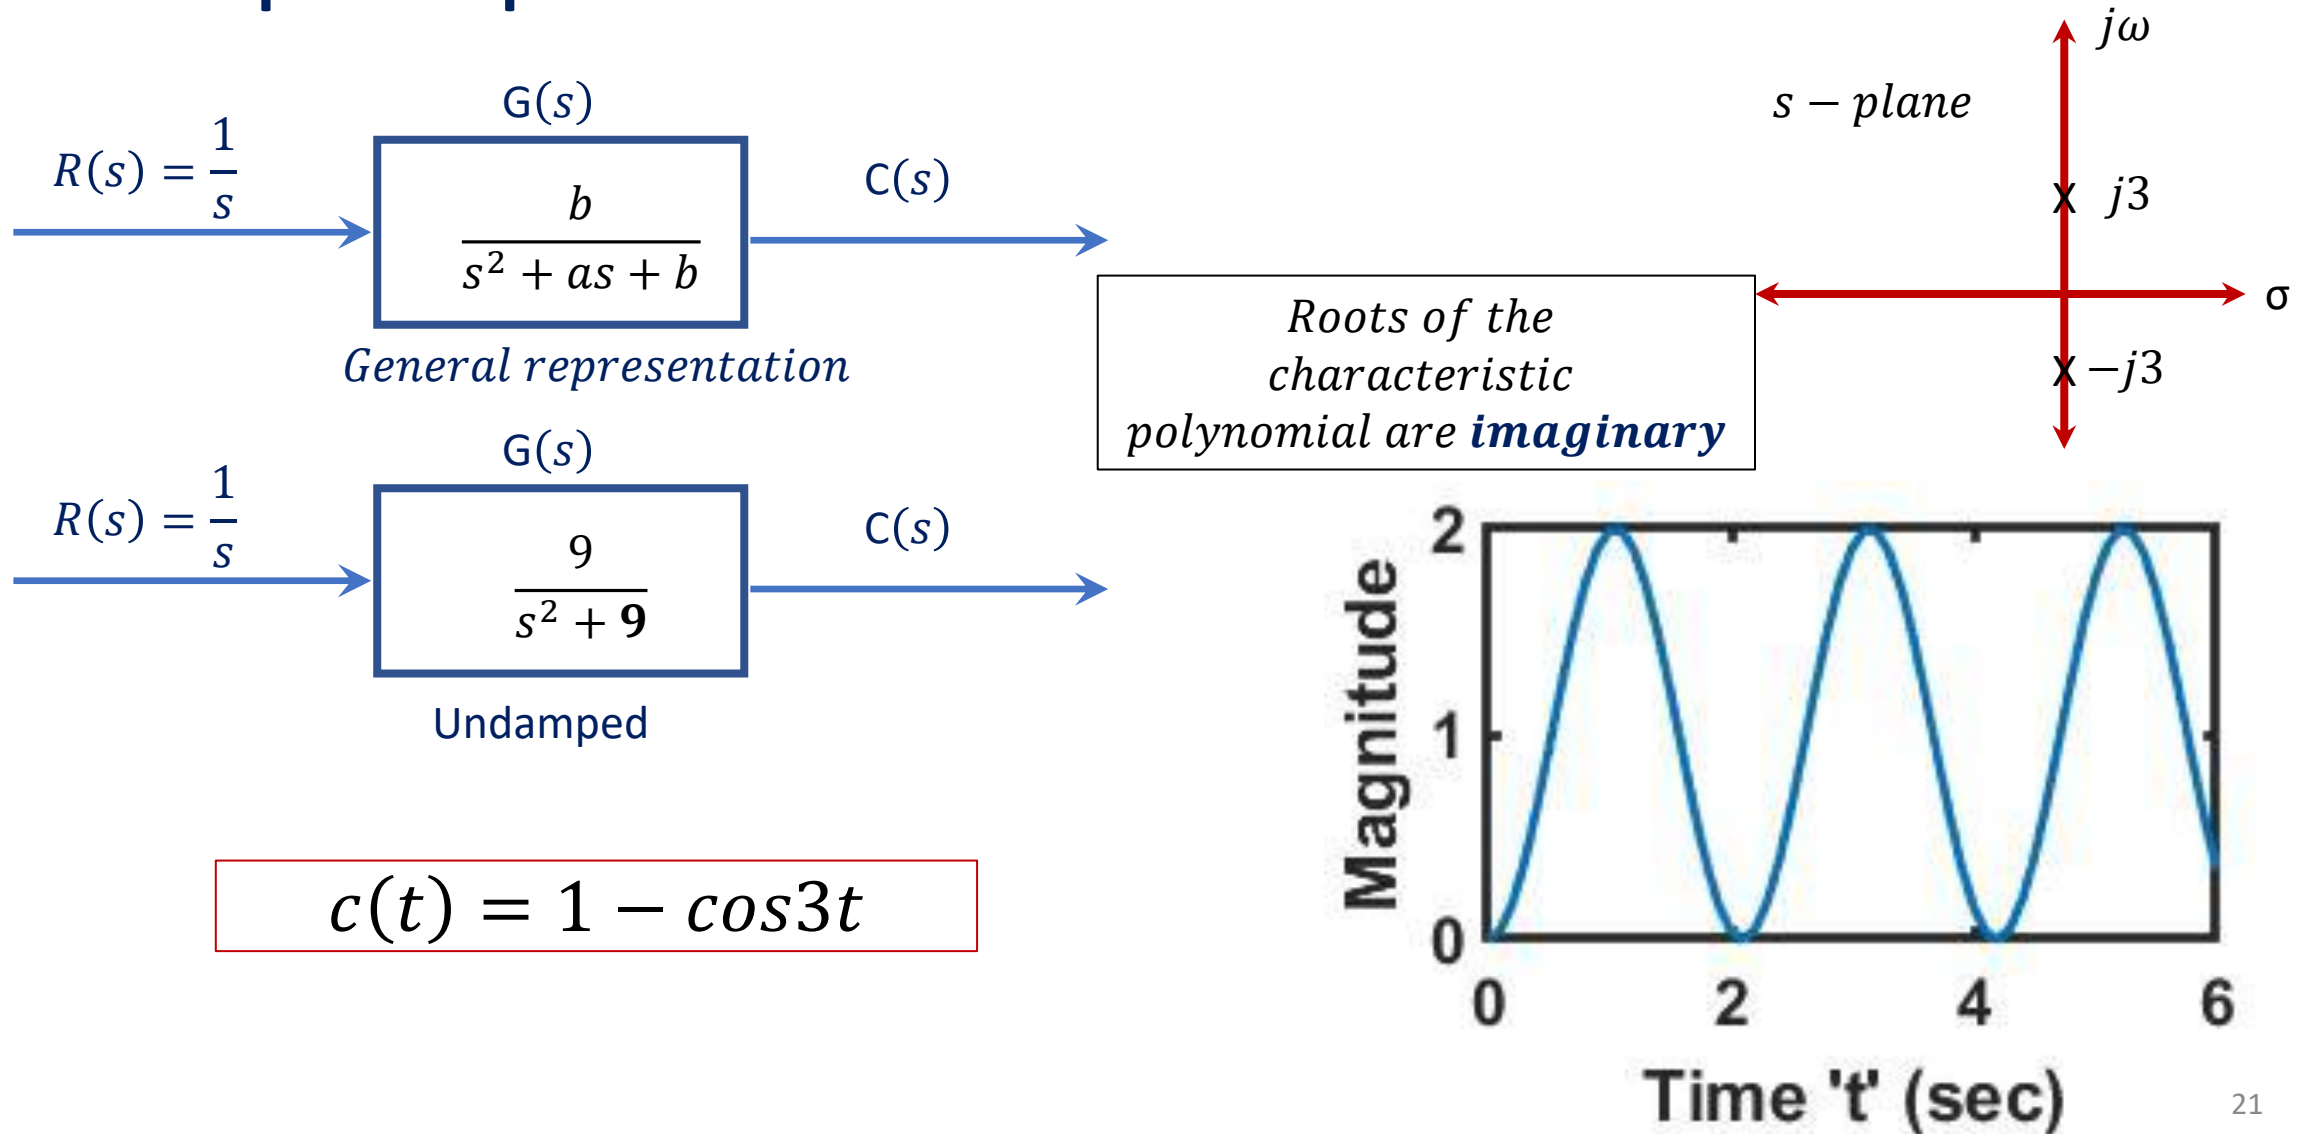 G(s)
R(s) = 1/s
b/(s² + as + b)
C(s)
General representation
G(s)
R(s) = 1/s
9/(s² + 9)
C(s)
Undamped
c(t) = 1 − cos3t
jω
s − plane
j3
σ
−j3
Roots of the
characteristic
polynomial are imaginary
2
1
0
Magnitude
0 2 4 6
Time 't' (sec)
21